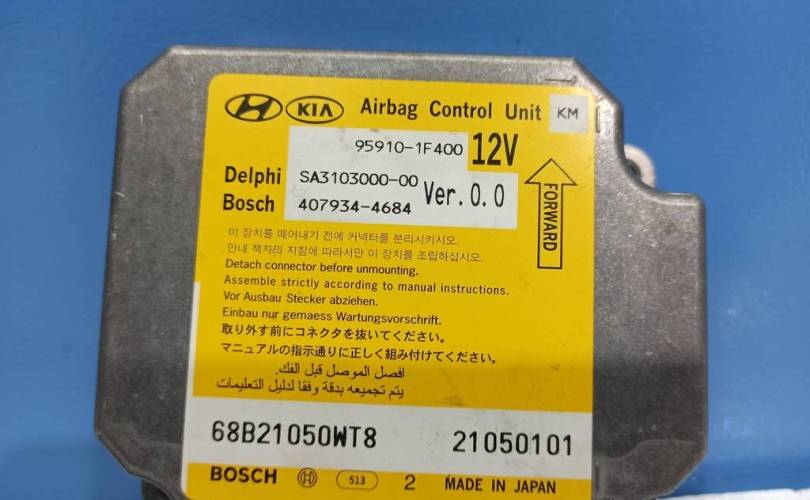 KIA Airbag Control Unit KM
95910-1F400 12V
Delphi SA3103000-00 Ver.0.0
Bosch 407934-4684
FORWARD
이 장치를 떼어내기 전에 커넥터를 분리시키시오.
안내 책자의 지침에 따라서만 이 장치를 조립하십시오.
Detach connector before unmounting.
Assemble strictly according to manual instructions.
Vor Ausbau Stecker abziehen.
Einbau nur gemaess Wartungsvorschrift.
取り外す前にコネクタを抜いてください。
マニュアルの指示通りに正しく組み付けてください。
افصل الموصل قبل الفك.
يتم تجميعه بدقة وفقا لدليل التعليمات
68B21050WT8 21050101
BOSCH 513 2 MADE IN JAPAN